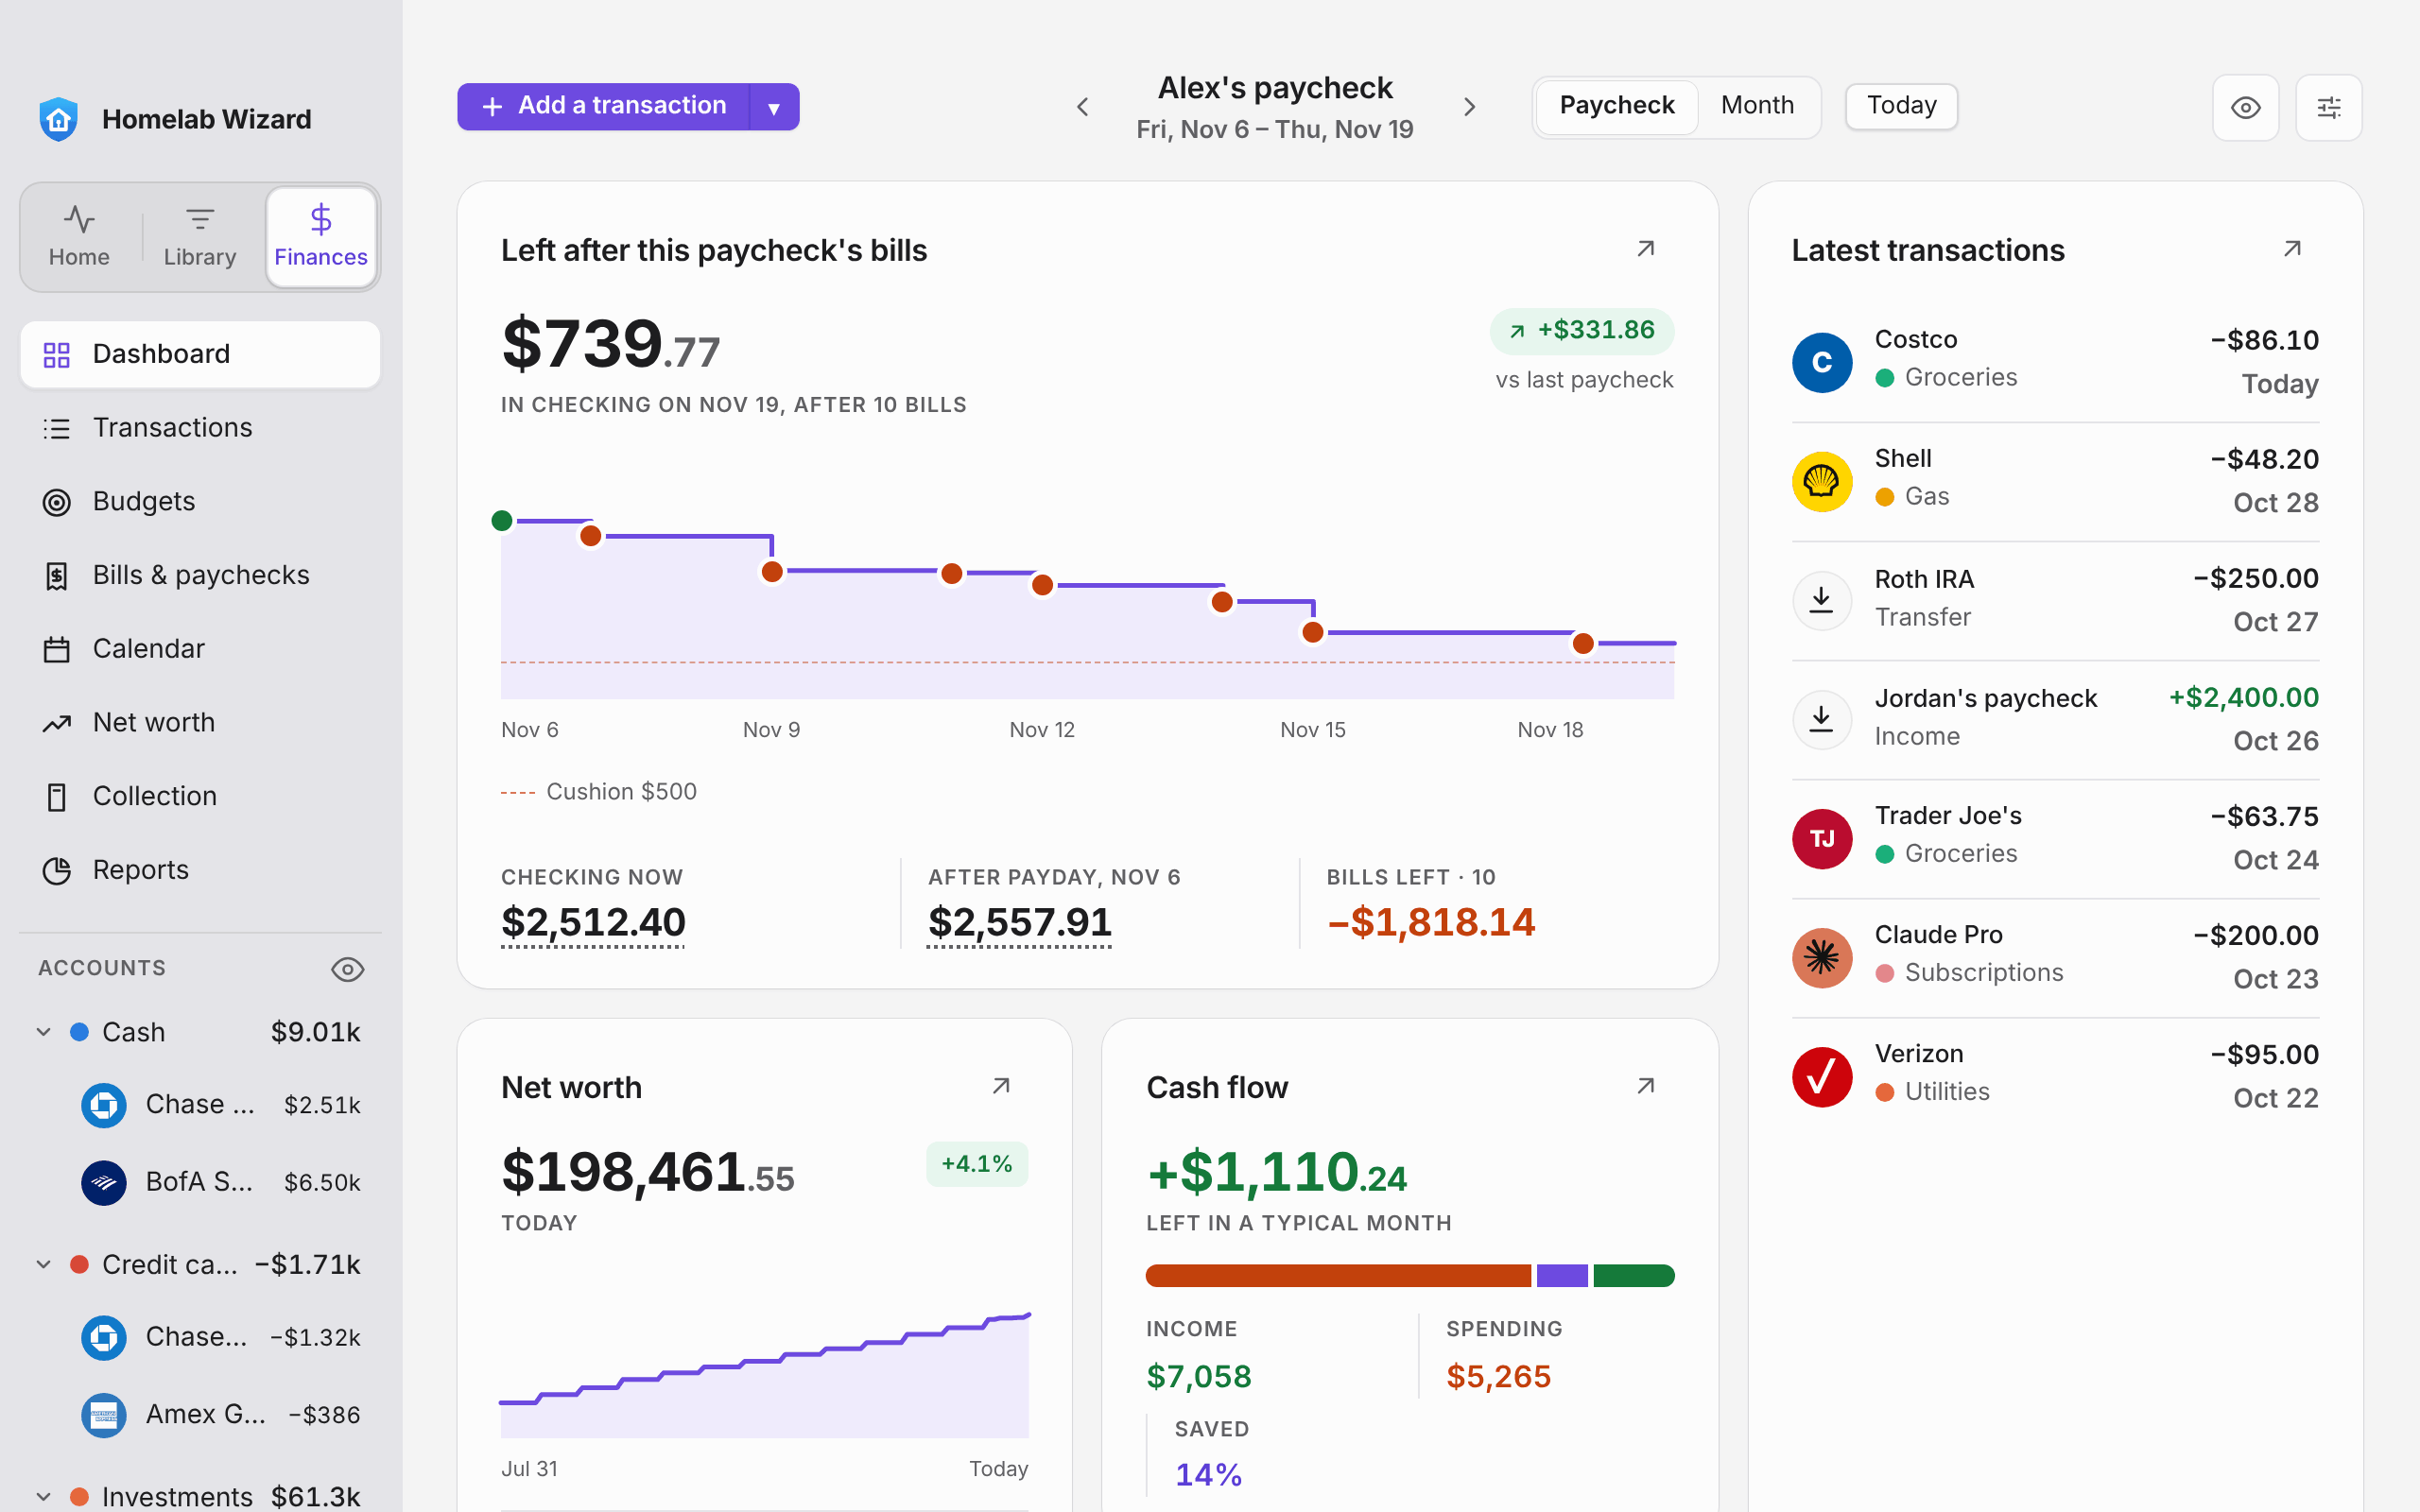 Homelab Wizard
Home
Library
Finances
Dashboard
Transactions
Budgets
Bills & paychecks
Calendar
Net worth
Collection
Reports
ACCOUNTS
Cash $9.01k
Chase ... $2.51k
BofA S... $6.50k
Credit ca... −$1.71k
Chase... −$1.32k
Amex G... −$386
Investments $61.3k
+ Add a transaction ▼
Alex's paycheck
Fri, Nov 6 – Thu, Nov 19
Paycheck
Month
Today
Left after this paycheck's bills
$739.77
IN CHECKING ON NOV 19, AFTER 10 BILLS
+$331.86
vs last paycheck
Nov 6 Nov 9 Nov 12 Nov 15 Nov 18
Cushion $500
CHECKING NOW
$2,512.40
AFTER PAYDAY, NOV 6
$2,557.91
BILLS LEFT · 10
−$1,818.14
Net worth
$198,461.55
+4.1%
TODAY
Jul 31 Today
Cash flow
+$1,110.24
LEFT IN A TYPICAL MONTH
INCOME
$7,058
SPENDING
$5,265
SAVED
14%
Latest transactions
C
Costco −$86.10
Groceries Today
Shell −$48.20
Gas Oct 28
Roth IRA −$250.00
Transfer Oct 27
Jordan's paycheck +$2,400.00
Income Oct 26
TJ
Trader Joe's −$63.75
Groceries Oct 24
Claude Pro −$200.00
Subscriptions Oct 23
Verizon −$95.00
Utilities Oct 22